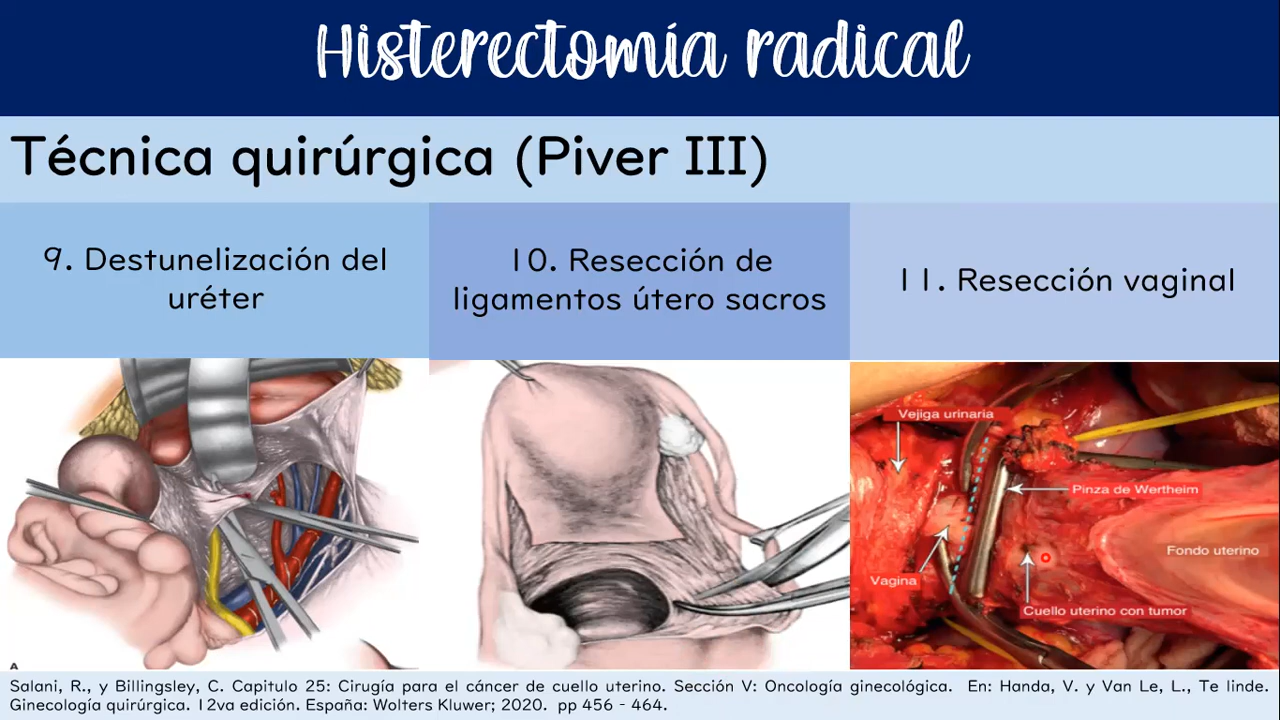 Histerectomía radical
Técnica quirúrgica (Piver III)
9. Destunelización del
uréter
10. Resección de
ligamentos útero sacros
11. Resección vaginal
Vejiga urinaria
Pinza de Wertheim
Fondo uterino
Vagina
Cuello uterino con tumor
A
Salani, R., y Billingsley, C. Capitulo 25: Cirugía para el cáncer de cuello uterino. Sección V: Oncología ginecológica. En: Handa, V. y Van Le, L., Te linde.
Ginecología quirúrgica. 12va edición. España: Wolters Kluwer; 2020. pp 456 - 464.